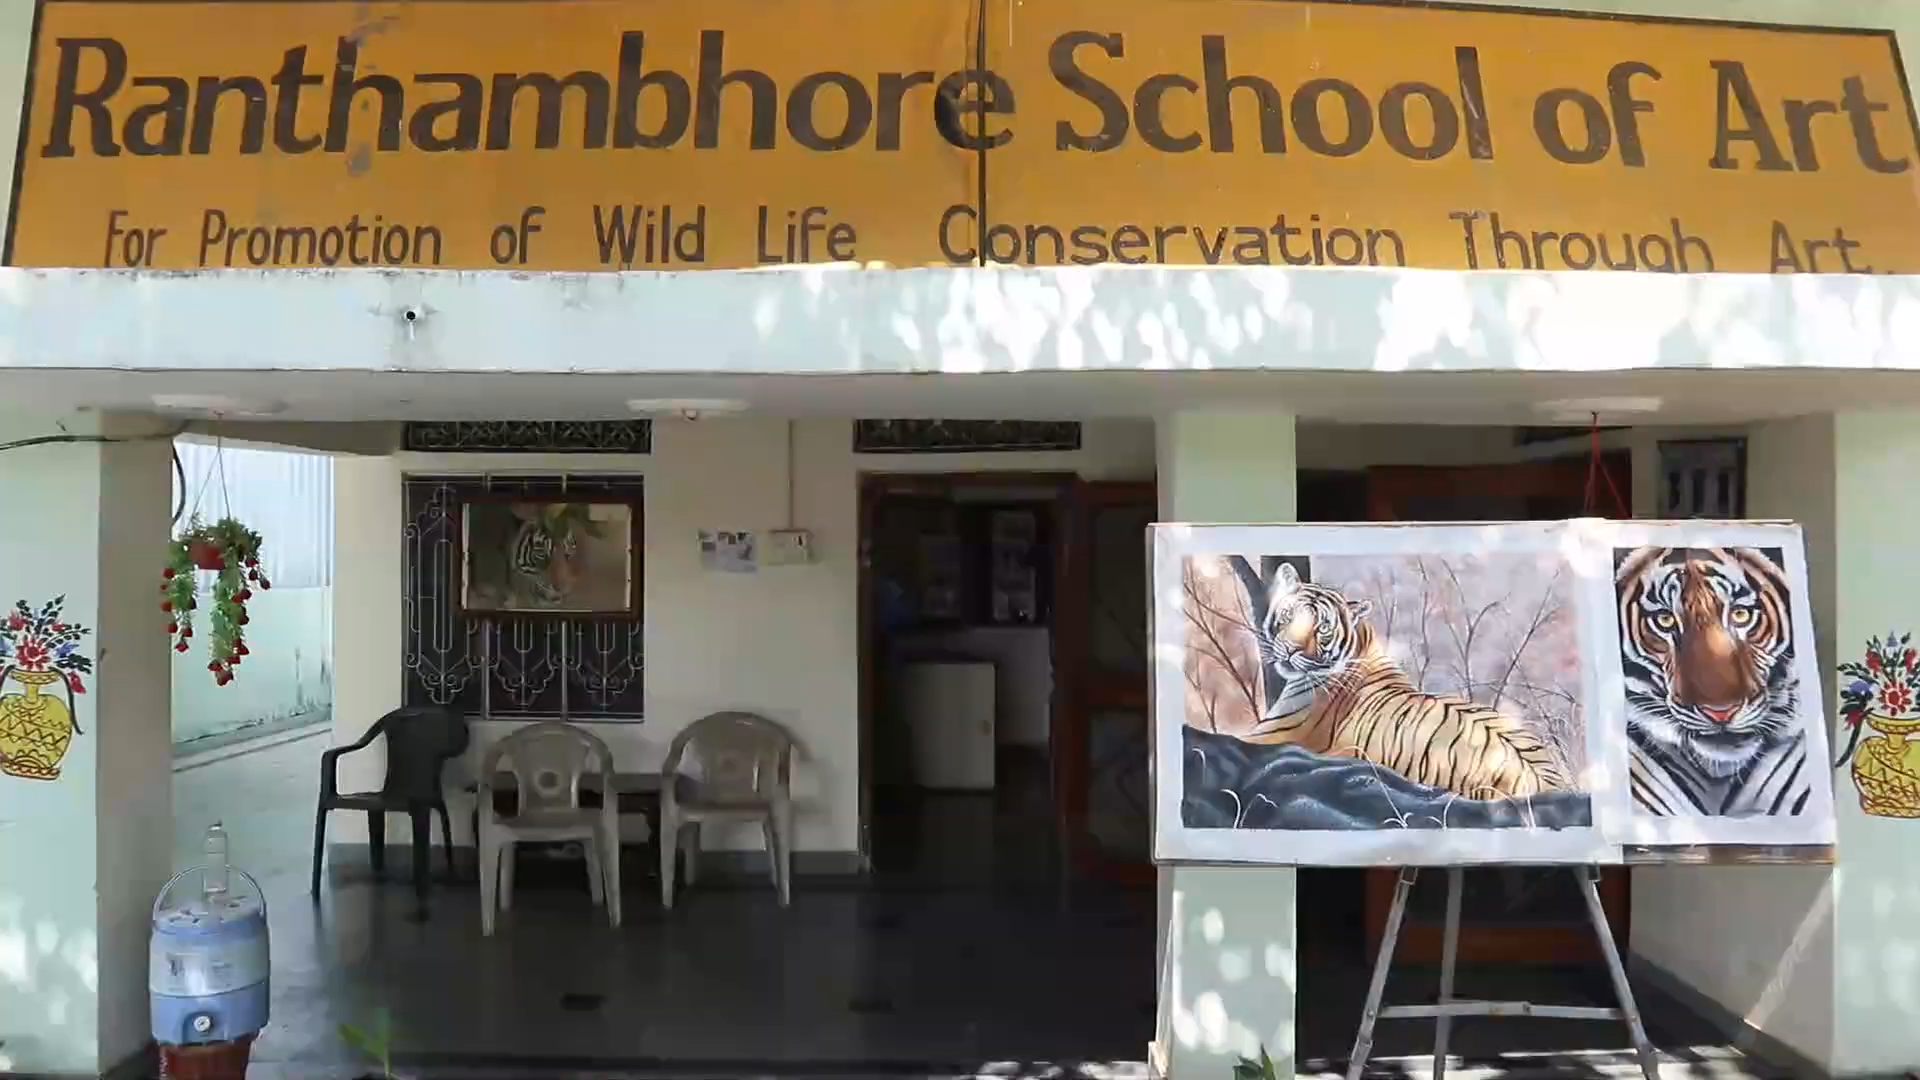 Ranthambhore School of Art
For Promotion of Wild Life Conservation Through Art.